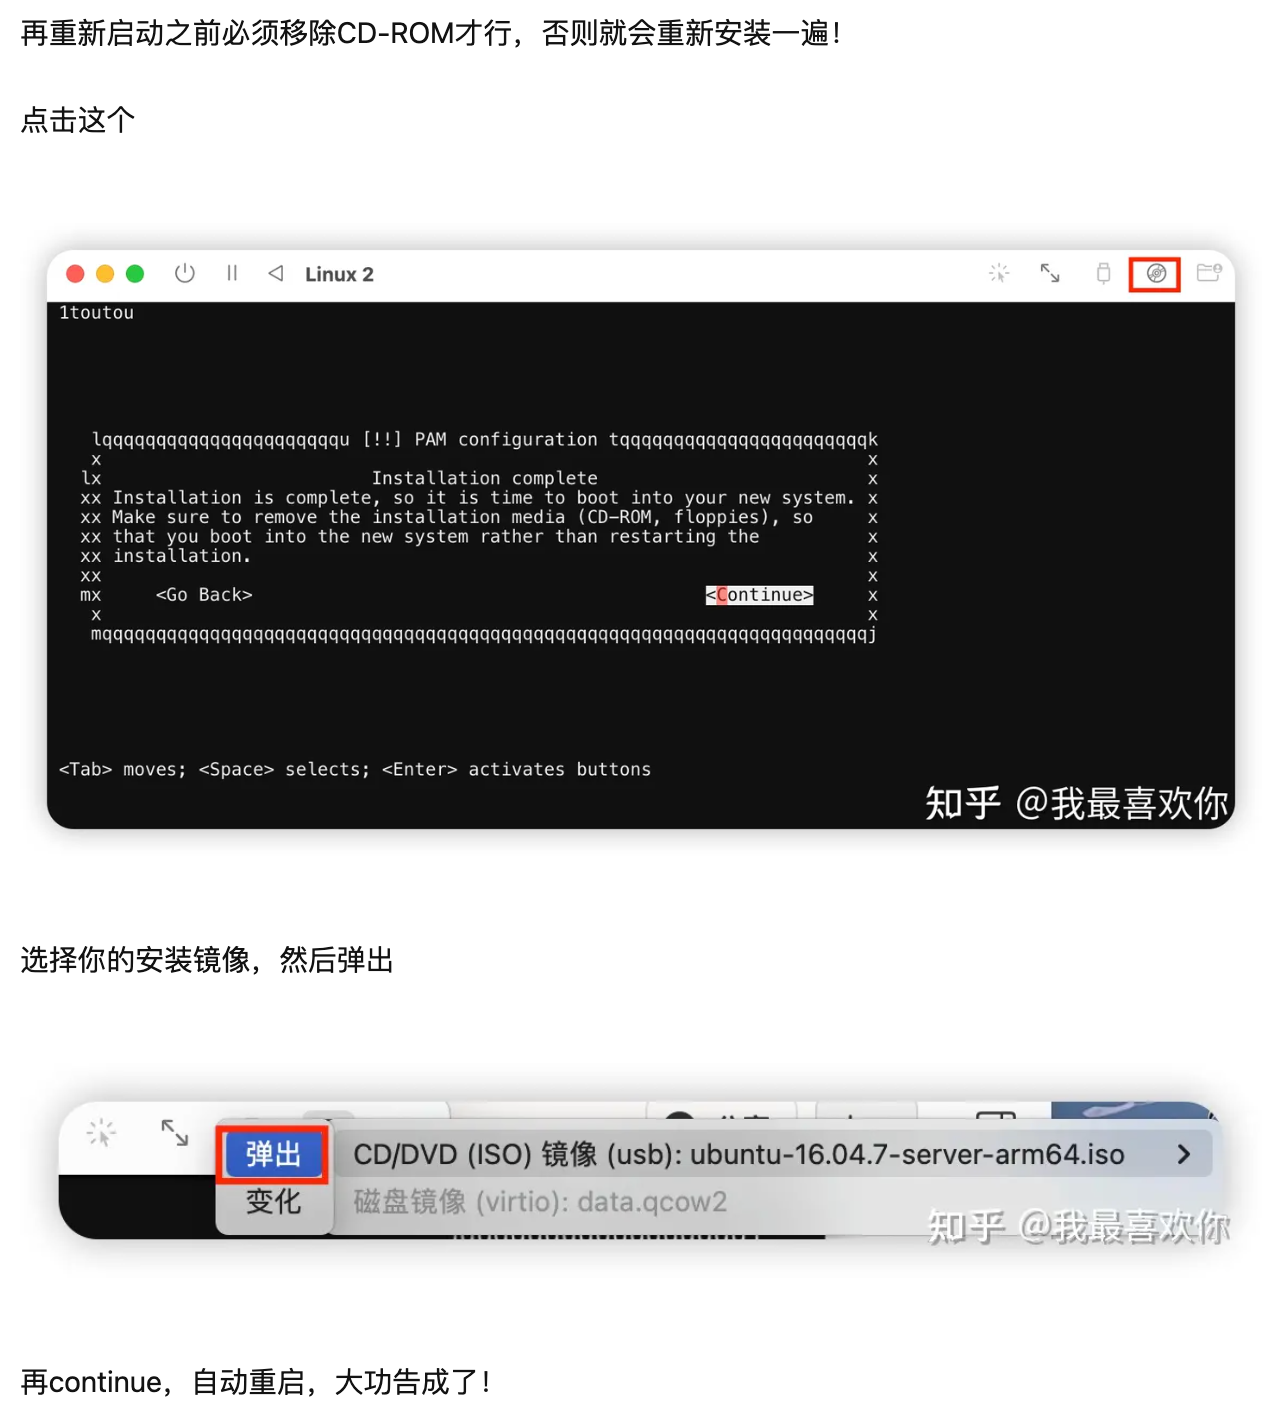 再重新启动之前必须移除CD-ROM才行，否则就会重新安装一遍！
点击这个
Linux 2
1toutou
lqqqqqqqqqqqqqqqqqqqqqqu [!!] PAM configuration tqqqqqqqqqqqqqqqqqqqqqqqk
x x
lx Installation complete x
xx Installation is complete, so it is time to boot into your new system. x
xx Make sure to remove the installation media (CD-ROM, floppies), so x
xx that you boot into the new system rather than restarting the x
xx installation. x
xx x
mx <Go Back> <Continue> x
x x
mqqqqqqqqqqqqqqqqqqqqqqqqqqqqqqqqqqqqqqqqqqqqqqqqqqqqqqqqqqqqqqqqqqqqqqqj
<Tab> moves; <Space> selects; <Enter> activates buttons
知乎 @我最喜欢你
选择你的安装镜像，然后弹出
弹出 CD/DVD (ISO) 镜像 (usb): ubuntu-16.04.7-server-arm64.iso
变化 磁盘镜像 (virtio): data.qcow2
知乎 @我最喜欢你
再continue，自动重启，大功告成了！